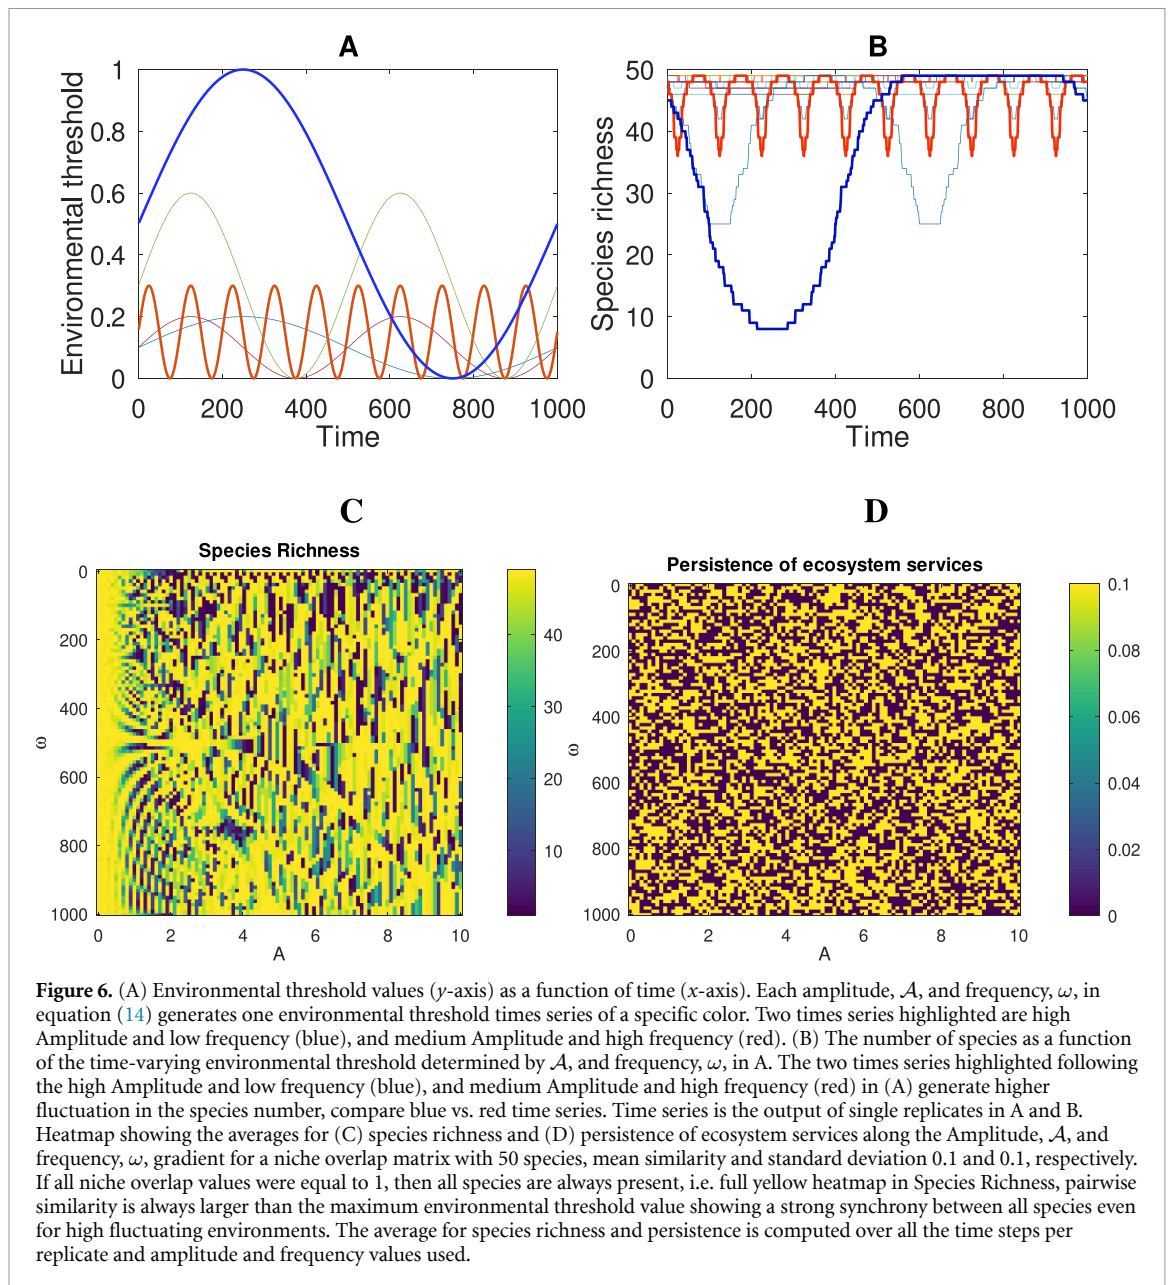 A
B
Environmental threshold
1
0.8
0.6
0.4
0.2
0
0 200 400 600 800 1000
Time
Species richness
50
40
30
20
10
0
0 200 400 600 800 1000
Time
C
D
Species Richness
0
200
400
600
800
1000
ω
0 2 4 6 8 10
A
40
30
20
10
Persistence of ecosystem services
0
200
400
600
800
1000
ω
0 2 4 6 8 10
A
0.1
0.08
0.06
0.04
0.02
0
Figure 6. (A) Environmental threshold values (y-axis) as a function of time (x-axis). Each amplitude, 𝒜, and frequency, ω, in
equation (14) generates one environmental threshold times series of a specific color. Two times series highlighted are high
Amplitude and low frequency (blue), and medium Amplitude and high frequency (red). (B) The number of species as a function
of the time-varying environmental threshold determined by 𝒜, and frequency, ω, in A. The two times series highlighted following
the high Amplitude and low frequency (blue), and medium Amplitude and high frequency (red) in (A) generate higher
fluctuation in the species number, compare blue vs. red time series. Time series is the output of single replicates in A and B.
Heatmap showing the averages for (C) species richness and (D) persistence of ecosystem services along the Amplitude, 𝒜, and
frequency, ω, gradient for a niche overlap matrix with 50 species, mean similarity and standard deviation 0.1 and 0.1, respectively.
If all niche overlap values were equal to 1, then all species are always present, i.e. full yellow heatmap in Species Richness, pairwise
similarity is always larger than the maximum environmental threshold value showing a strong synchrony between all species even
for high fluctuating environments. The average for species richness and persistence is computed over all the time steps per
replicate and amplitude and frequency values used.